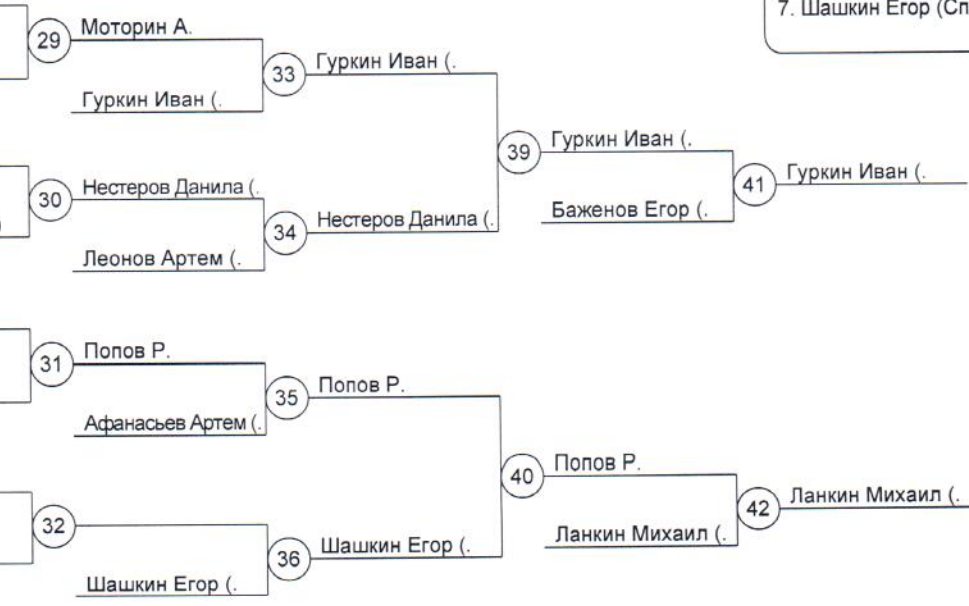 7. Шашкин Егор (Сп
29 Моторин А.
Гуркин Иван (.
33 Гуркин Иван (.
39 Гуркин Иван (.
41 Гуркин Иван (.
Баженов Егор (.
30 Нестеров Данила (.
34 Нестеров Данила (.
Леонов Артем (.
31 Попов Р.
35 Попов Р.
Афанасьев Артем (.
40 Попов Р.
42 Ланкин Михаил (.
Ланкин Михаил (.
32
36 Шашкин Егор (.
Шашкин Егор (.